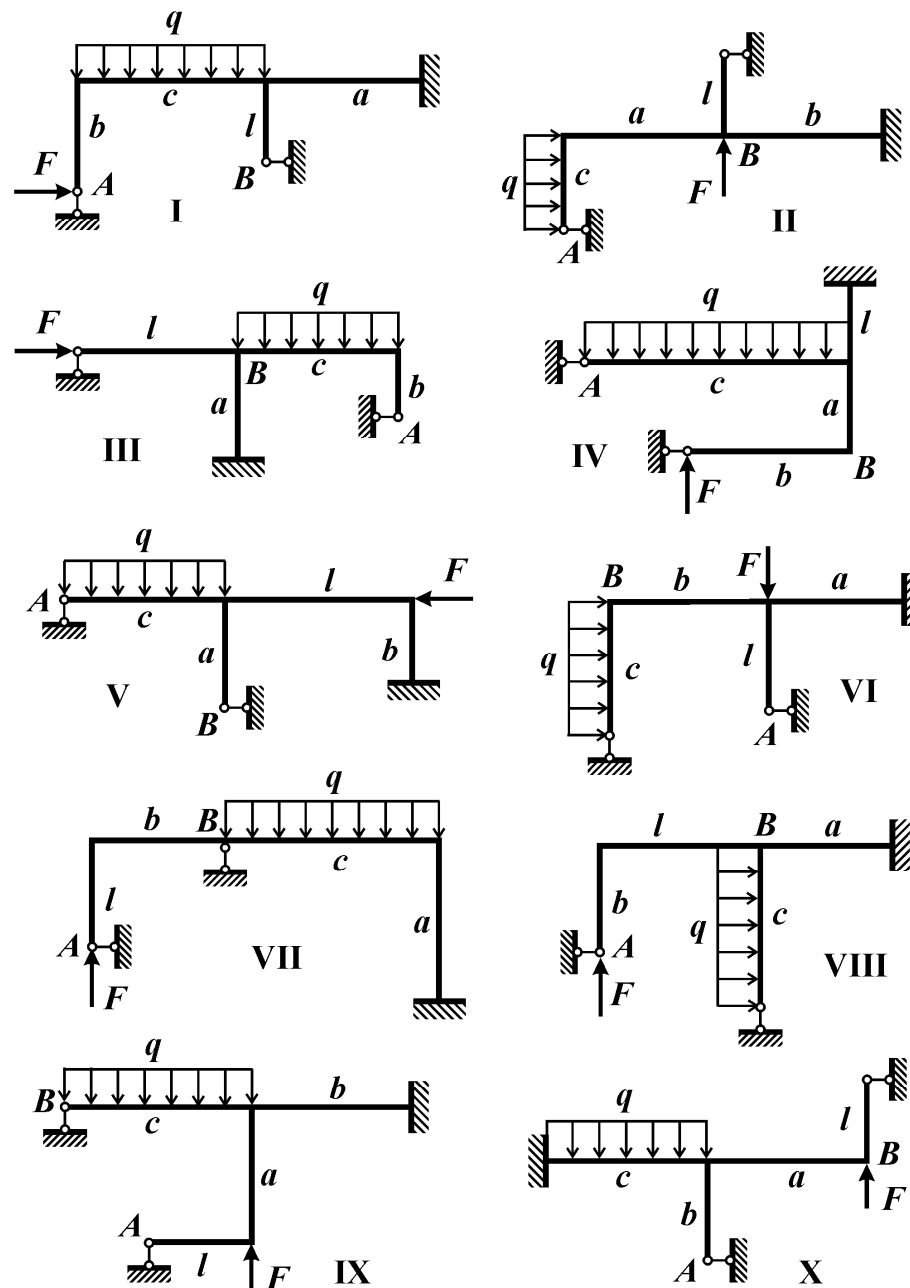 q
c a
b l
F A B
I
a l b
q c F B
A
II
q
F l B c b
a A
III
q l
A c
a
IV b B
F
q
A c l F
a b
V B
B b F a
q c l
A
VI
b B q
l c
A a
F VII
l B a
b q c
A
F VIII
q
B c b
a
A l F
IX
q l
c a B
b F
A X